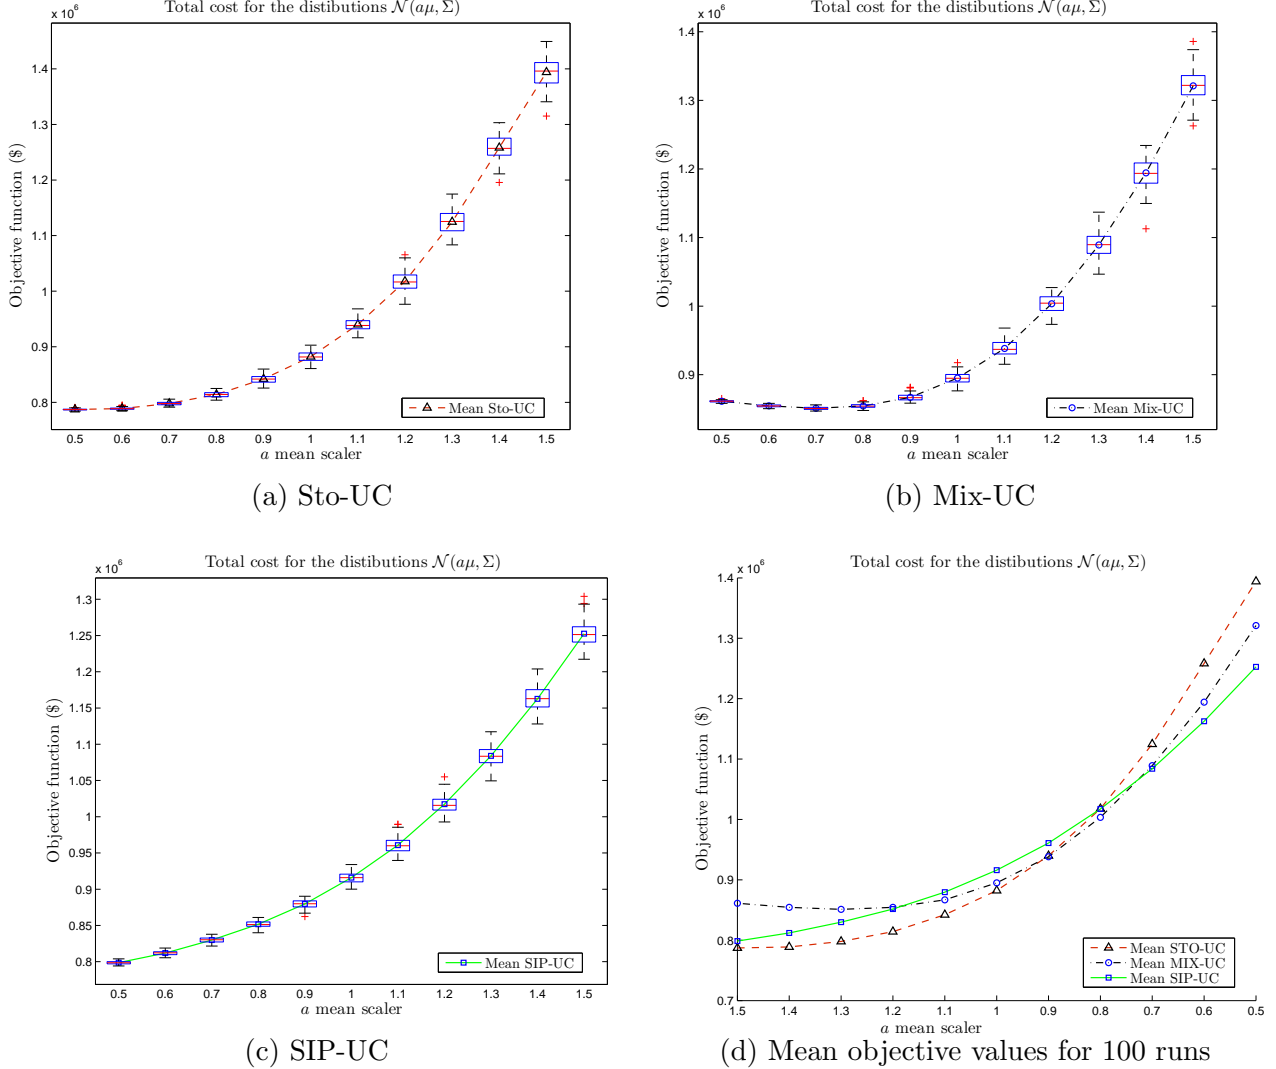 Total cost for the distibutions 𝒩(aμ, Σ)
x 10^6
1.4
1.3
1.2
1.1
1
0.9
0.8
Objective function ($)
Mean Sto-UC
0.5 0.6 0.7 0.8 0.9 1 1.1 1.2 1.3 1.4 1.5
a mean scaler
(a) Sto-UC
Total cost for the distibutions 𝒩(aμ, Σ)
x 10^6
1.4
1.3
1.2
1.1
1
0.9
Objective function ($)
Mean Mix-UC
0.5 0.6 0.7 0.8 0.9 1 1.1 1.2 1.3 1.4 1.5
a mean scaler
(b) Mix-UC
Total cost for the distibutions 𝒩(aμ, Σ)
x 10^6
1.3
1.25
1.2
1.15
1.1
1.05
1
0.95
0.9
0.85
0.8
Objective function ($)
Mean SIP-UC
0.5 0.6 0.7 0.8 0.9 1 1.1 1.2 1.3 1.4 1.5
a mean scaler
(c) SIP-UC
Total cost for the distibutions 𝒩(aμ, Σ)
x 10^6
1.4
1.3
1.2
1.1
1
0.9
0.8
0.7
Objective function ($)
Mean STO-UC
Mean MIX-UC
Mean SIP-UC
1.5 1.4 1.3 1.2 1.1 1 0.9 0.8 0.7 0.6 0.5
a mean scaler
(d) Mean objective values for 100 runs